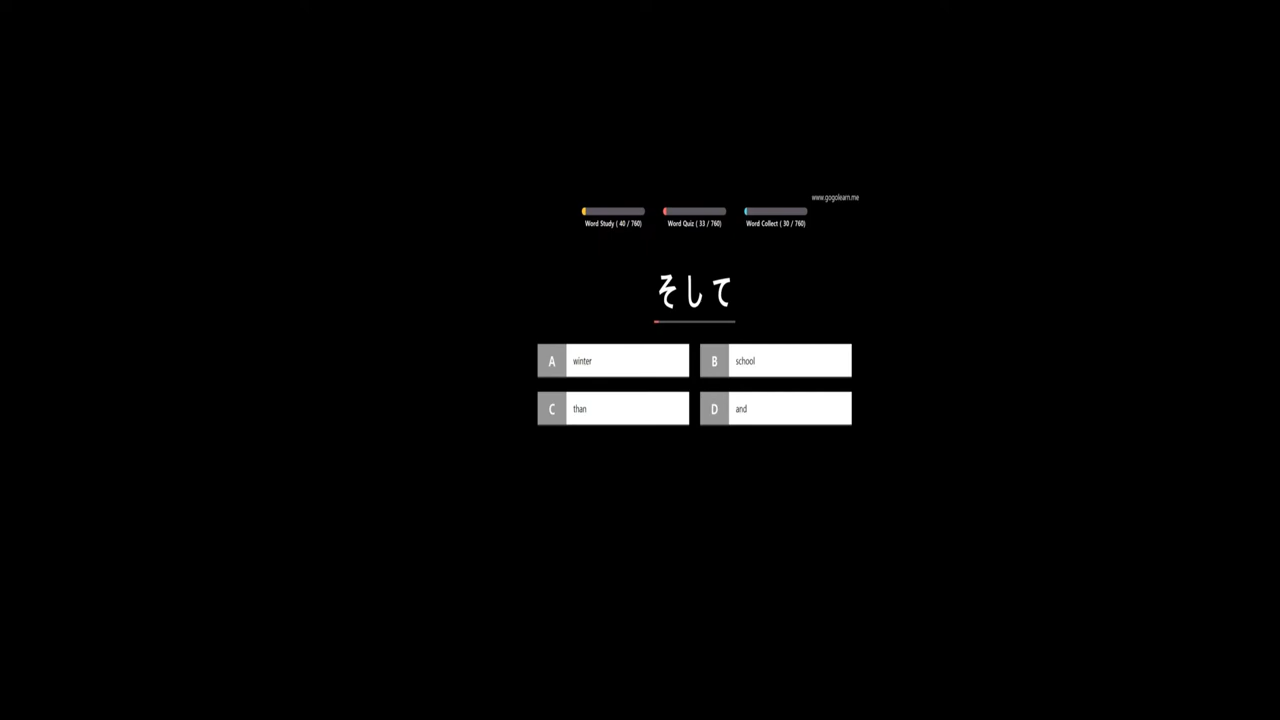 www.gogolearn.me
Word Study ( 40 / 760)
Word Quiz ( 33 / 760)
Word Collect ( 30 / 760)
そして
A winter
B school
C than
D and